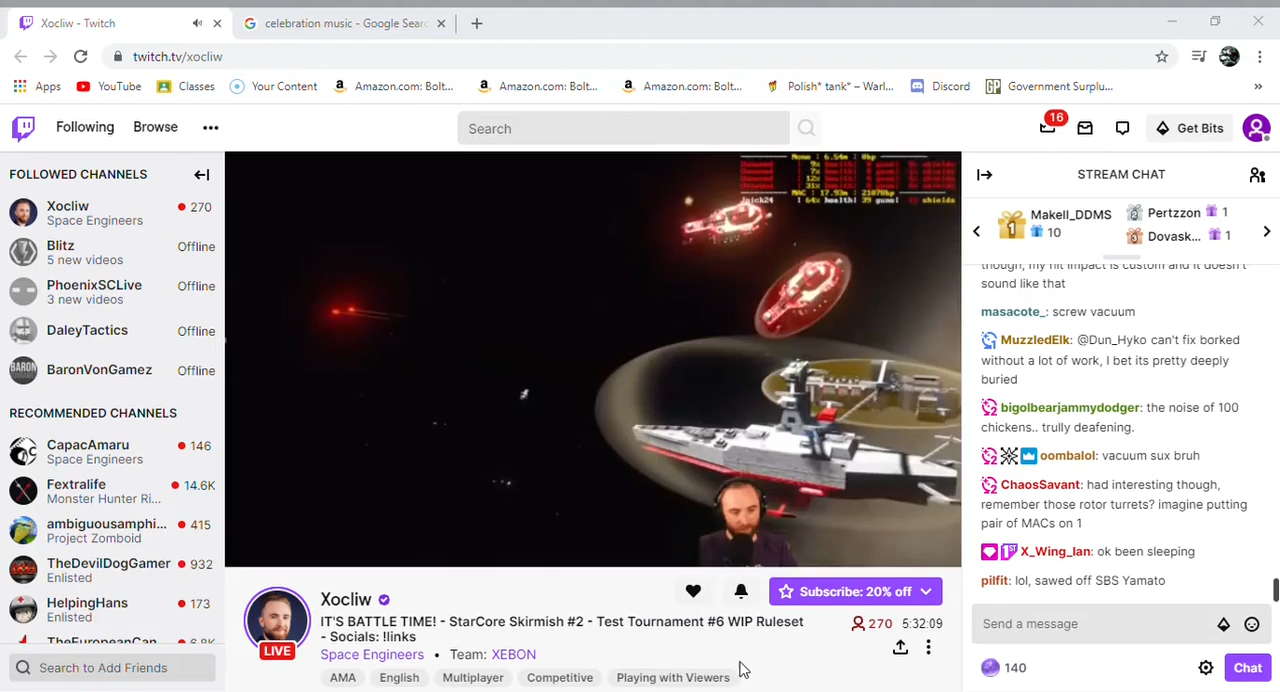 Xocliw - Twitch
celebration music - Google Sear
twitch.tv/xocliw
Apps YouTube Classes Your Content Amazon.com: Bolt... Amazon.com: Bolt... Amazon.com: Bolt... Polish* tank* – Warl... Discord Government Surplu... »
Following Browse Search 16 Get Bits
FOLLOWED CHANNELS
Xocliw 270
Space Engineers
Blitz Offline
5 new videos
PhoenixSCLive Offline
3 new videos
DaleyTactics Offline
BaronVonGamez Offline
RECOMMENDED CHANNELS
CapacAmaru 146
Space Engineers
Fextralife 14.6K
Monster Hunter Ri...
ambiguousamphi... 415
Project Zomboid
TheDevilDogGamer 932
Enlisted
HelpingHans 173
Enlisted
TheEuropeanCan 6.8K
Search to Add Friends
LIVE
Xocliw
Subscribe: 20% off
IT'S BATTLE TIME! - StarCore Skirmish #2 - Test Tournament #6 WIP Ruleset
- Socials: !links
270 5:32:09
Space Engineers • Team: XEBON
AMA English Multiplayer Competitive Playing with Viewers
STREAM CHAT
1 Makell_DDMS 10
2 Pertzzon 1
3 Dovask... 1
though, my hit impact is custom and it doesn't
sound like that
masacote_: screw vacuum
MuzzledElk: @Dun_Hyko can't fix borked
without a lot of work, I bet its pretty deeply
buried
bigolbearjammydodger: the noise of 100
chickens.. trully deafening.
oombalol: vacuum sux bruh
ChaosSavant: had interesting though,
remember those rotor turrets? imagine putting
pair of MACs on 1
1ST X_Wing_Ian: ok been sleeping
pilfit: lol, sawed off SBS Yamato
Send a message
140 Chat